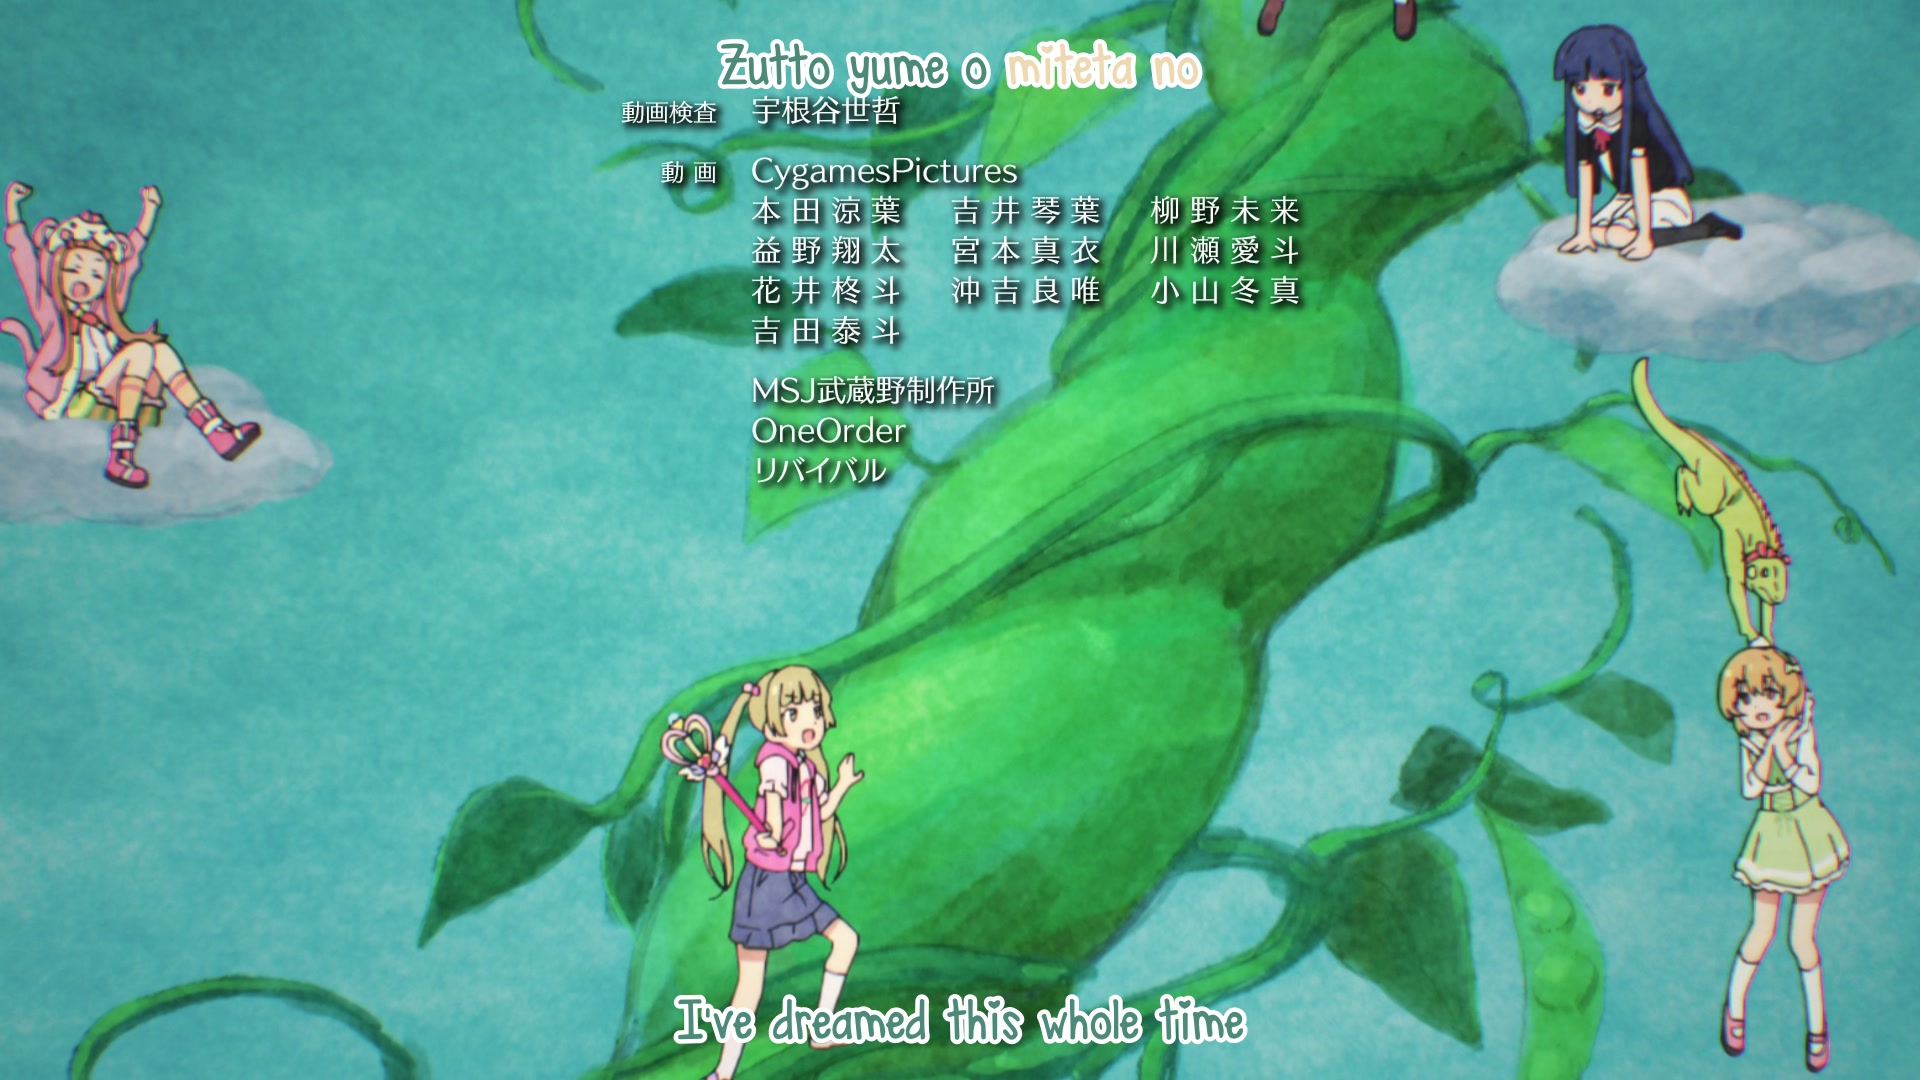 Zutto yume o miteta no
動画検査 宇根谷世哲
動画 CygamesPictures
本田涼葉 吉井琴葉 柳野未来
益野翔太 宮本真衣 川瀬愛斗
花井柊斗 沖吉良唯 小山冬真
吉田泰斗
MSJ武蔵野制作所
OneOrder
リバイバル
I've dreamed this whole time